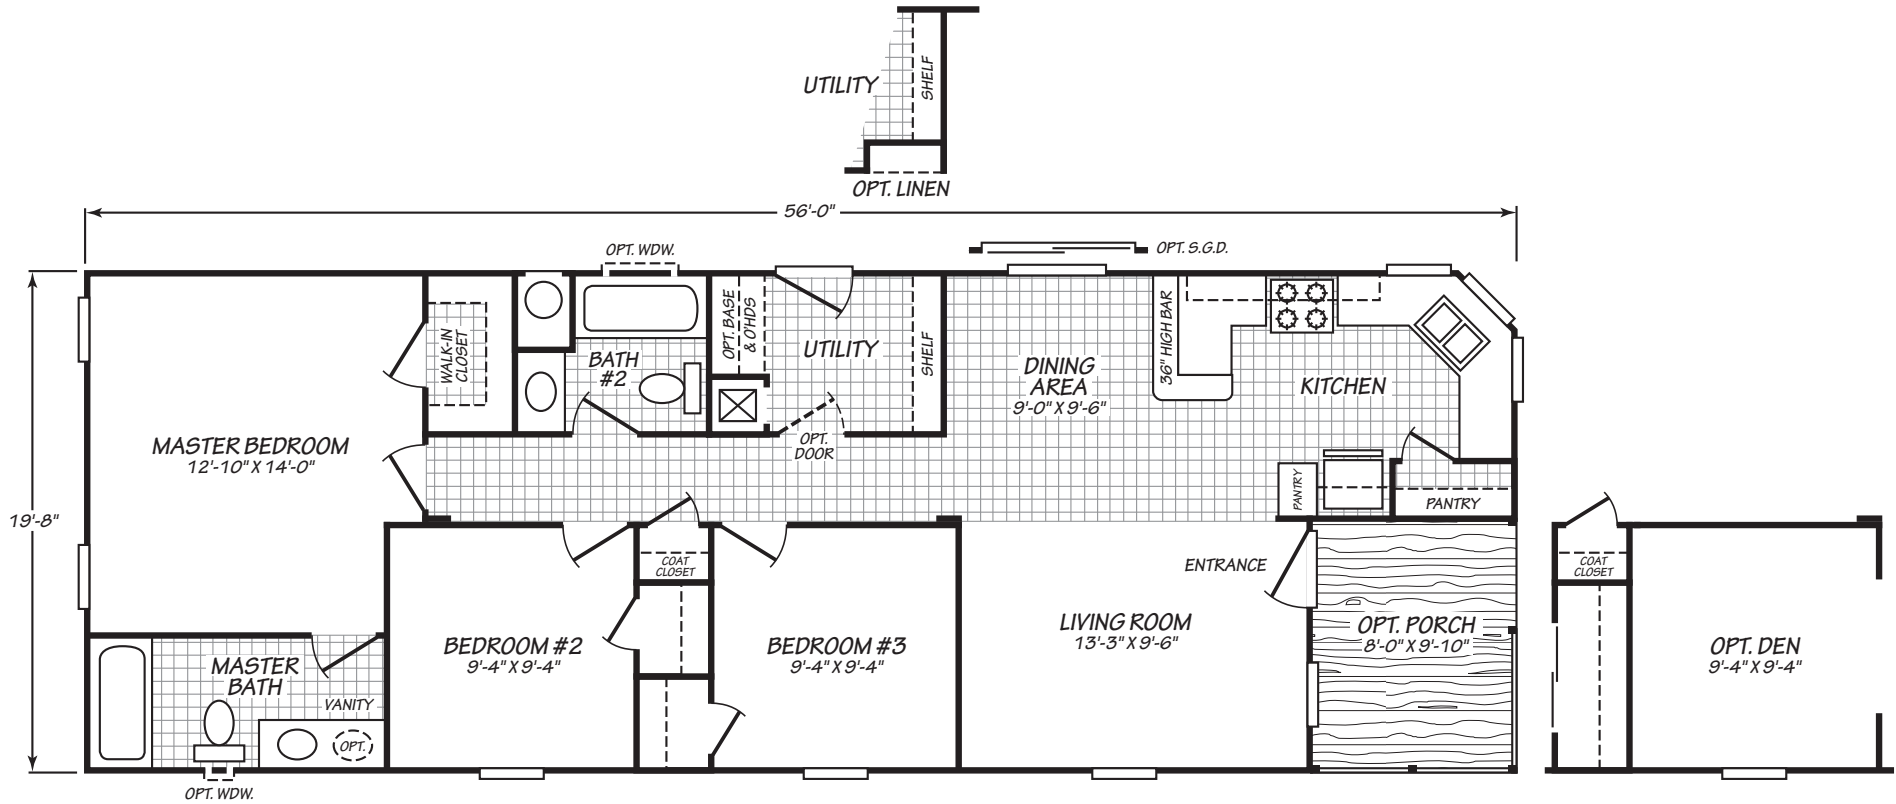 UTILITY
SHELF
OPT. LINEN
56'-0"
OPT. WDW.
OPT. S.G.D.
WALK-IN
CLOSET
BATH
#2
OPT. BASE
& O'HDS
UTILITY
SHELF
DINING
AREA
9'-0" X 9'-6"
36" HIGH BAR
KITCHEN
MASTER BEDROOM
12'-10" X 14'-0"
OPT.
DOOR
PANTRY
PANTRY
19'-8"
COAT
CLOSET
ENTRANCE
COAT
CLOSET
LIVING ROOM
13'-3" X 9'-6"
OPT. PORCH
8'-0" X 9'-10"
BEDROOM #2
9'-4" X 9'-4"
BEDROOM #3
9'-4" X 9'-4"
OPT. DEN
9'-4" X 9'-4"
MASTER
BATH
VANITY
OPT.
OPT. WDW.